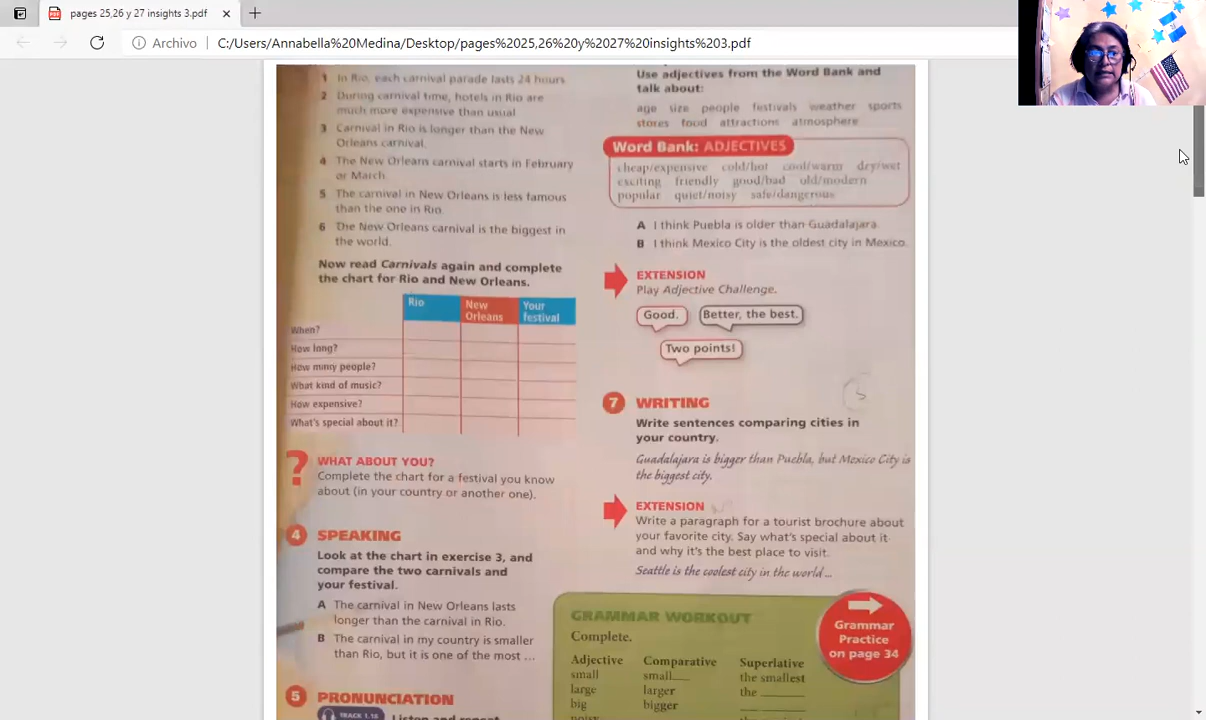 pages 25,26 y 27 insights 3.pdf
Archivo
C:/Users/Annabella%20Medina/Desktop/pages%2025,26%20y%2027%20insights%203.pdf
1 In Rio, each carnival parade lasts 24 hours
2 During carnival time, hotels in Rio are
much more expensive than usual
3 Carnival in Rio is longer than the New
Orleans carnival.
4 The New Orleans carnival starts in February
or March.
5 The carnival in New Orleans is less famous
than the one in Rio.
6 The New Orleans carnival is the biggest in
the world.
Now read Carnivals again and complete
the chart for Rio and New Orleans.
Rio
New
Orleans
Your
festival
When?
How long?
How many people?
What kind of music?
How expensive?
What's special about it?
WHAT ABOUT YOU?
Complete the chart for a festival you know
about (in your country or another one).
4 SPEAKING
Look at the chart in exercise 3, and
compare the two carnivals and
your festival.
A The carnival in New Orleans lasts
longer than the carnival in Rio.
B The carnival in my country is smaller
than Rio, but it is one of the most ...
5 PRONUNCIATION
TRACK 1.15 Listen and repeat
Use adjectives from the Word Bank and
talk about:
age size people festivals weather sports
stores food attractions atmosphere
Word Bank: ADJECTIVES
cheap/expensive cold/hot cool/warm dry/wet
exciting friendly good/bad old/modern
popular quiet/noisy safe/dangerous
A I think Puebla is older than Guadalajara
B I think Mexico City is the oldest city in Mexico.
EXTENSION
Play Adjective Challenge.
Good.
Better, the best.
Two points!
7 WRITING
Write sentences comparing cities in
your country.
Guadalajara is bigger than Puebla, but Mexico City is
the biggest city.
EXTENSION
Write a paragraph for a tourist brochure about
your favorite city. Say what's special about it
and why it's the best place to visit.
Seattle is the coolest city in the world ...
GRAMMAR WORKOUT
Complete.
Grammar
Practice
on page 34
Adjective Comparative Superlative
small small___ the smallest
large larger the ______
big bigger
noisy